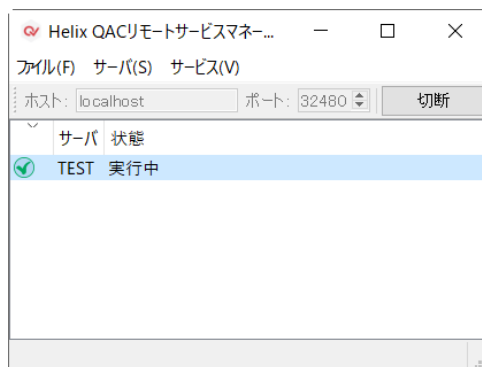 Helix QACリモートサービスマネー...
ファイル(F) サーバ(S) サービス(V)
ホスト: localhost ポート: 32480 切断
サーバ 状態
TEST 実行中